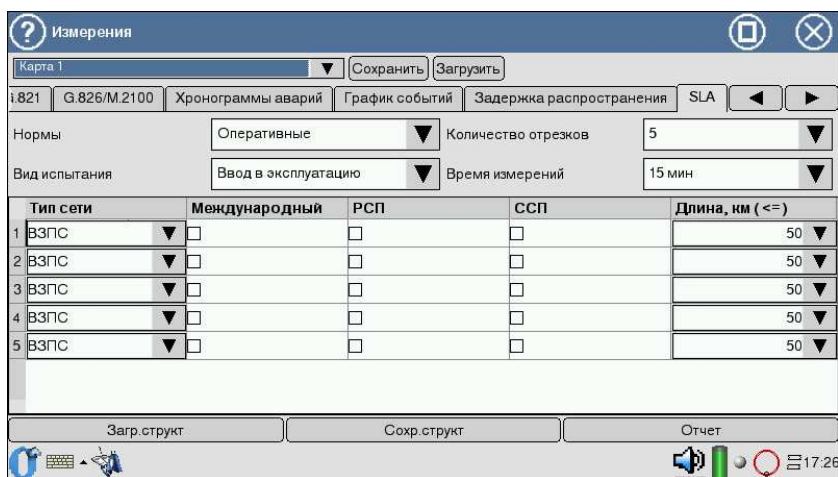 ? Измерения
Карта 1 Сохранить Загрузить
.821 G.826/M.2100 Хронограммы аварий График событий Задержка распространения SLA
Нормы Оперативные Количество отрезков 5
Вид испытания Ввод в эксплуатацию Время измерений 15 мин
Тип сети Международный РСП ССП Длина, км (<=)
1 ВЗПС 50
2 ВЗПС 50
3 ВЗПС 50
4 ВЗПС 50
5 ВЗПС 50
Загр.структ Сохр.структ Отчет
17:26